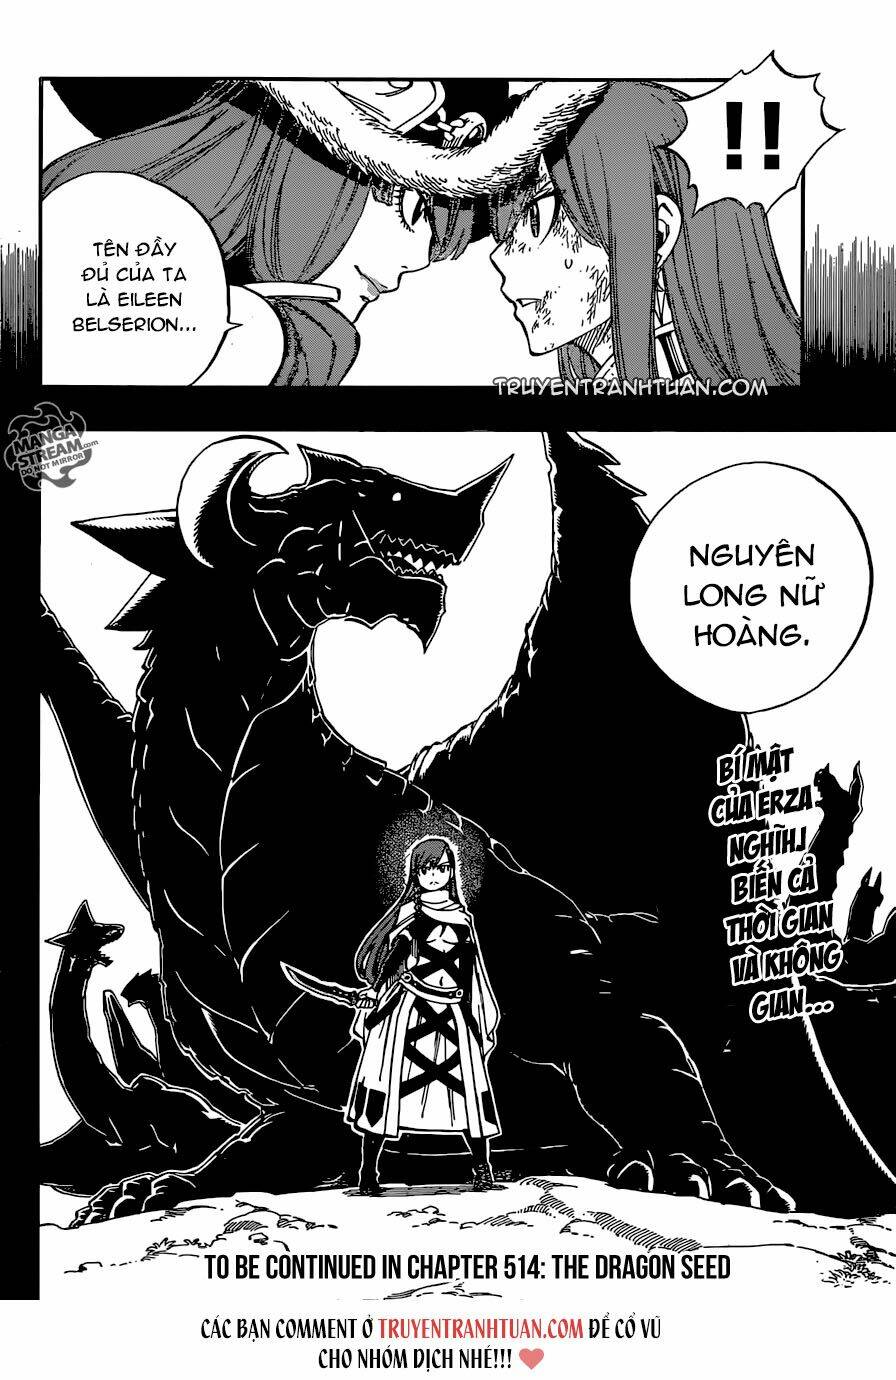 !!
TÊN ĐẦY
ĐỦ CỦA TA
LÀ EILEEN
BELSERION...
TRUYENTRANHTUAN.COM
MANGA
STREAM.com
DO NOT MIRROR
NGUYÊN
LONG NỮ
HOÀNG.
BÍ MẬT
CỦA ERZA
NGHĨHJ
BIẾN CẢ
THỜI GIAN
VÀ KHÔNG
GIAN...
TO BE CONTINUED IN CHAPTER 514: THE DRAGON SEED
CÁC BẠN COMMENT Ở TRUYENTRANHTUAN.COM ĐỂ CỔ VŨ
CHO NHÓM DỊCH NHÉ!!! ❤